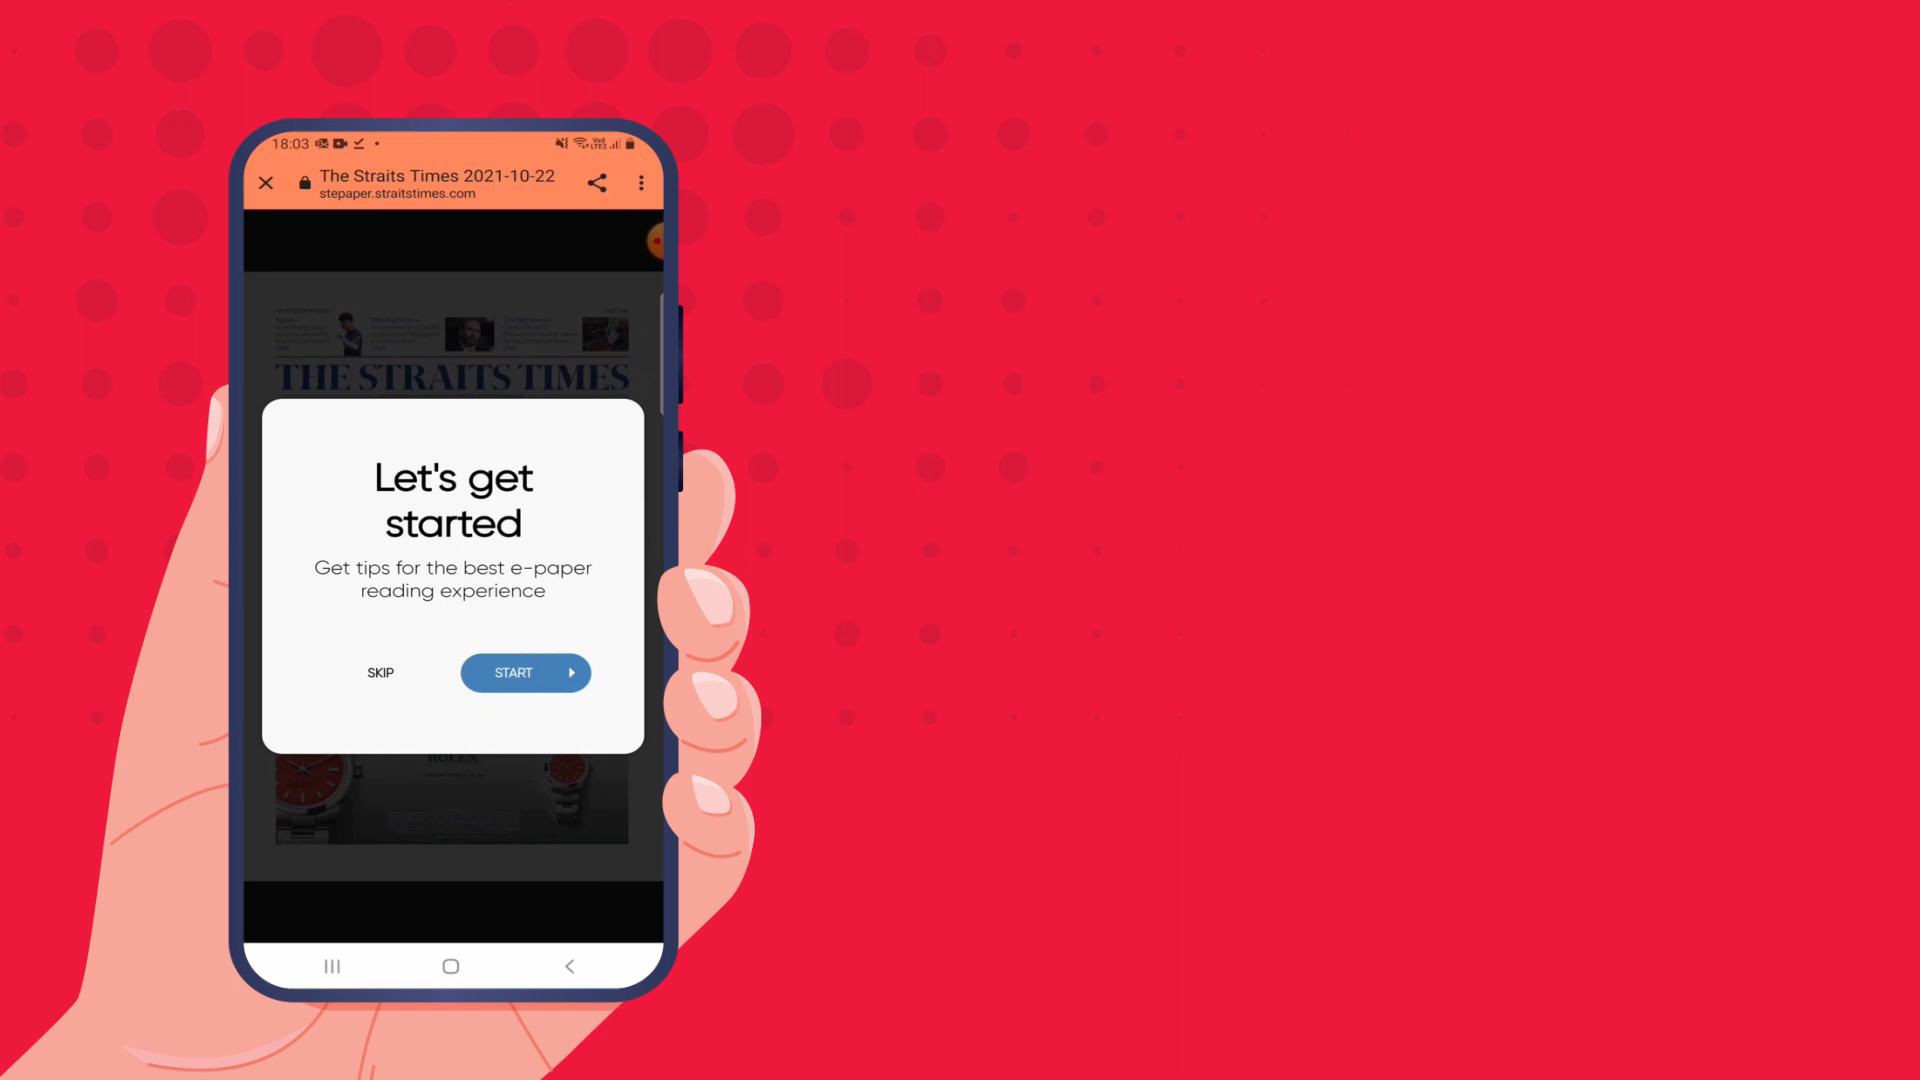 18:03
The Straits Times 2021-10-22
stepaper.straitstimes.com
THE STRAITS TIMES
Let's get
started
Get tips for the best e-paper
reading experience
SKIP
START
ROLEX